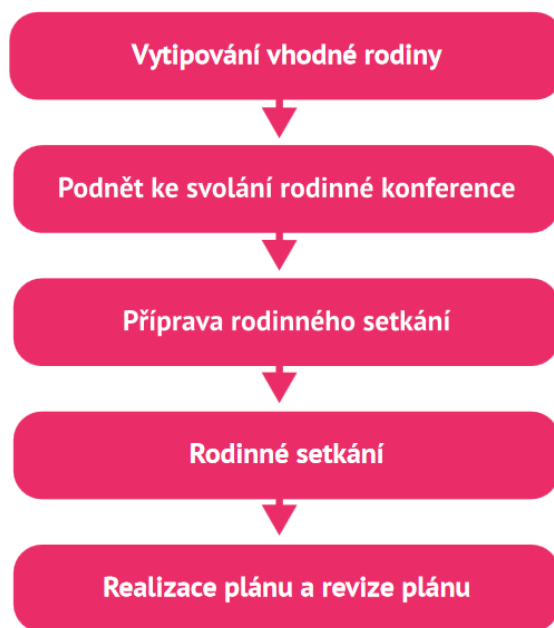 Vytipování vhodné rodiny
Podnět ke svolání rodinné konference
Příprava rodinného setkání
Rodinné setkání
Realizace plánu a revize plánu